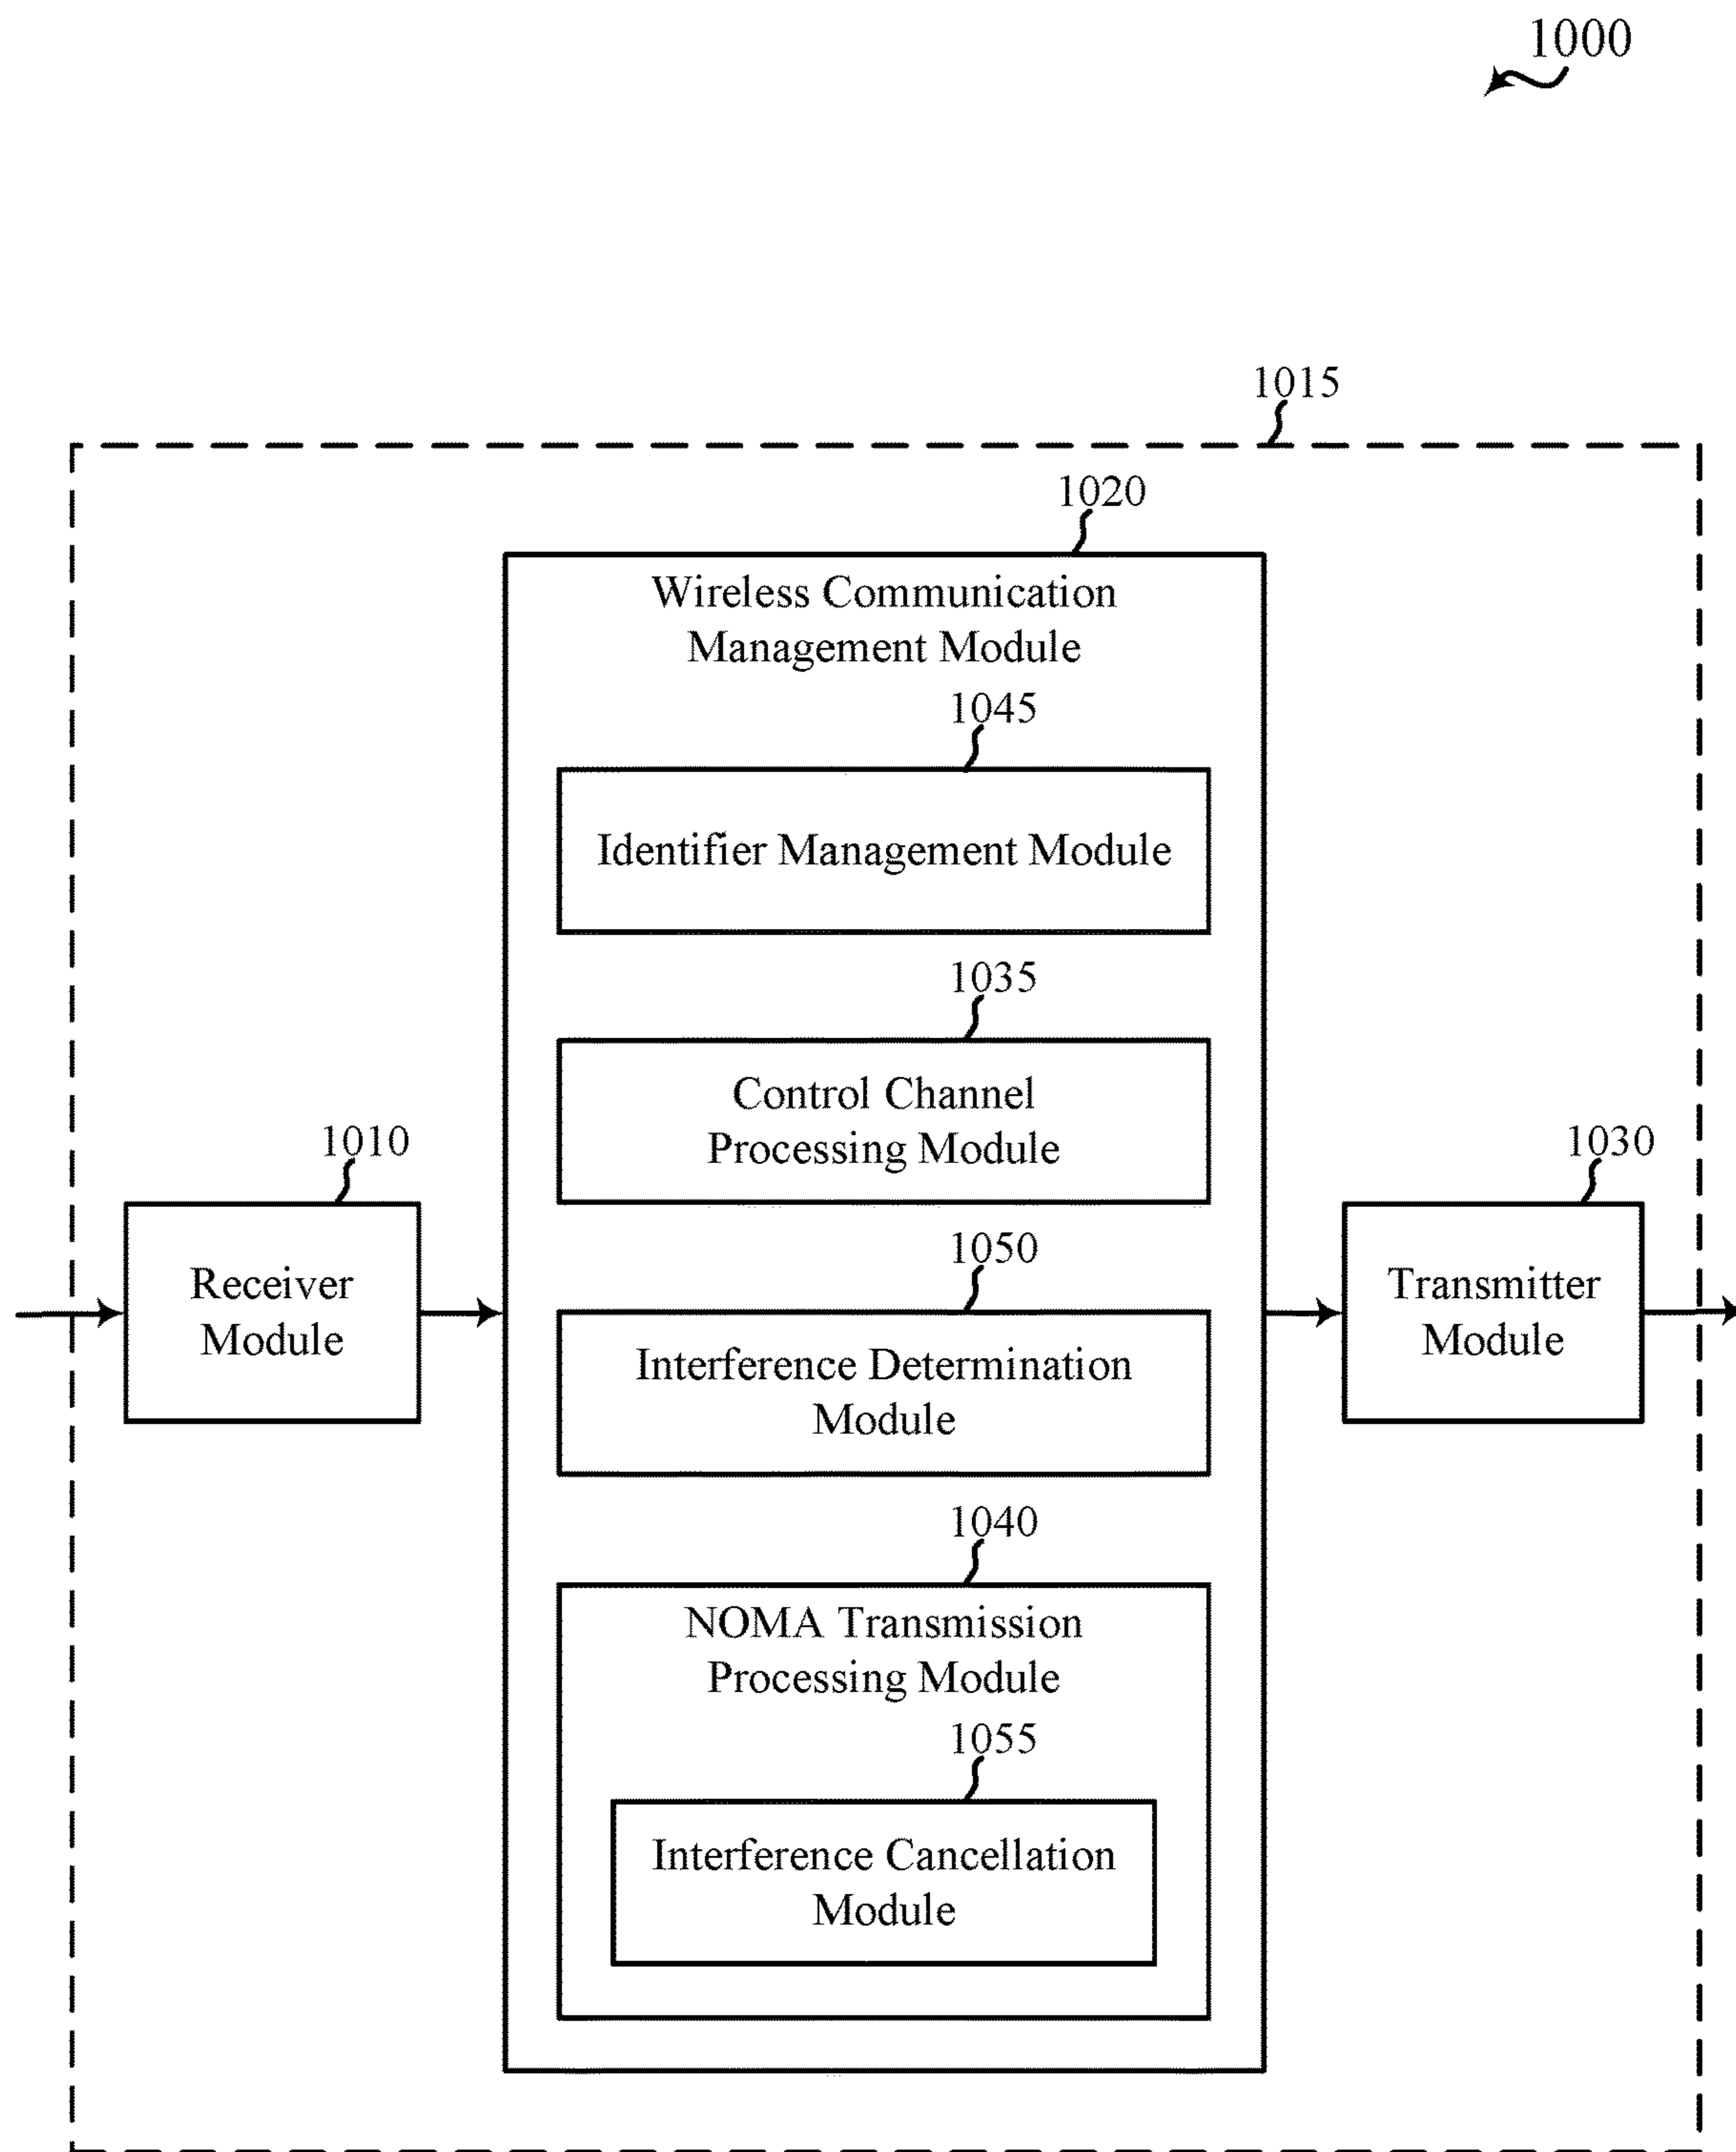 1000
1015
1020
Wireless Communication
Management Module
1045
Identifier Management Module
1035
Control Channel
Processing Module
1010
Receiver
Module
1050
Interference Determination
Module
1030
Transmitter
Module
1040
NOMA Transmission
Processing Module
1055
Interference Cancellation
Module